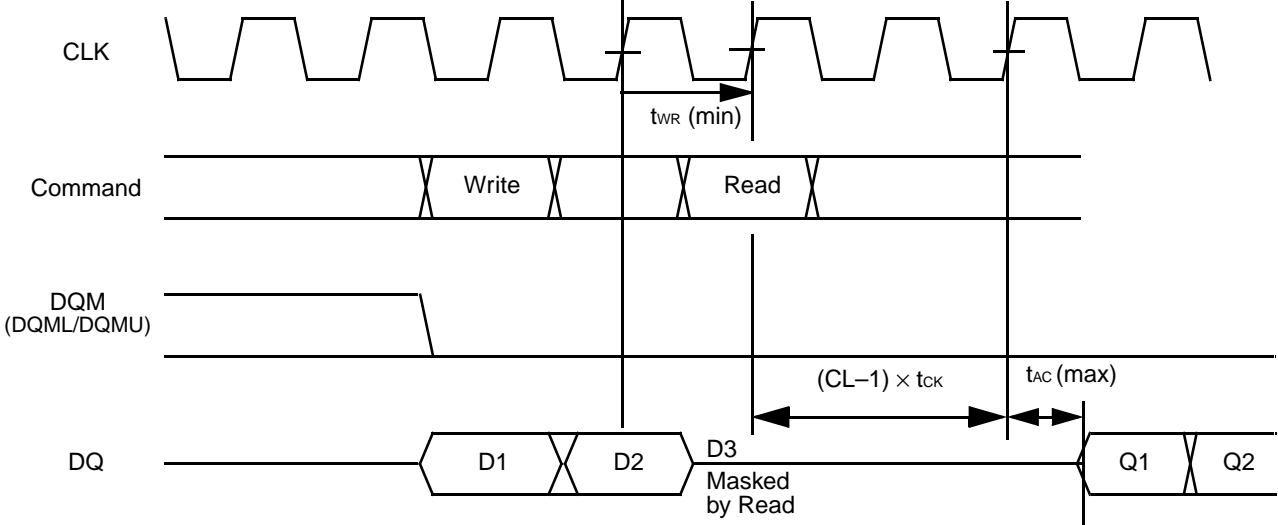 CLK
tWR (min)
Command
Write
Read
DQM
(DQML/DQMU)
(CL–1) × tCK
tAC (max)
DQ
D1
D2
D3
Masked
by Read
Q1
Q2